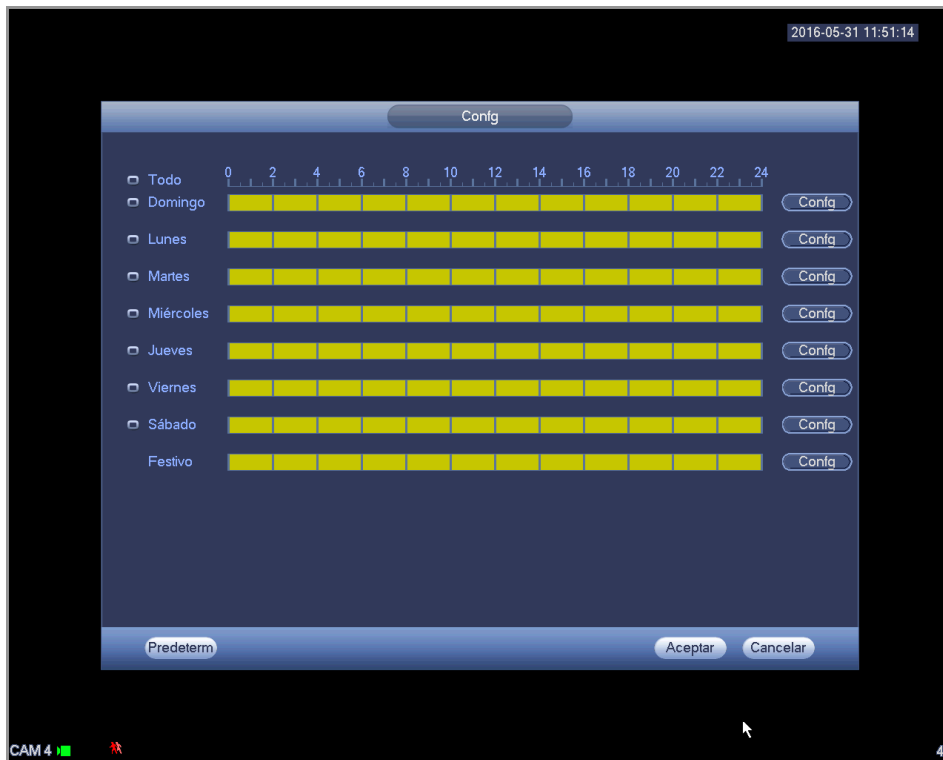 2016-05-31 11:51:14
Confg
Todo 0 2 4 6 8 10 12 14 16 18 20 22 24
Domingo Confg
Lunes Confg
Martes Confg
Miércoles Confg
Jueves Confg
Viernes Confg
Sábado Confg
Festivo Confg
Predeterm Aceptar Cancelar
CAM 4 4